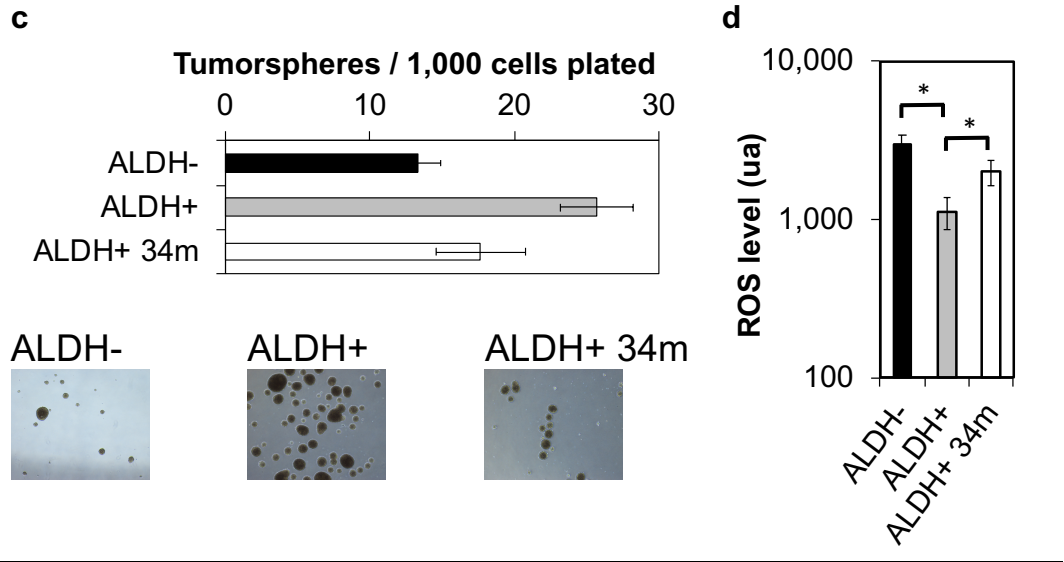 c
Tumorspheres / 1,000 cells plated
0 10 20 30
ALDH-
ALDH+
ALDH+ 34m
ALDH- ALDH+ ALDH+ 34m
d
10,000
1,000
100
ROS level (ua)
*
*
ALDH-
ALDH+
ALDH+ 34m